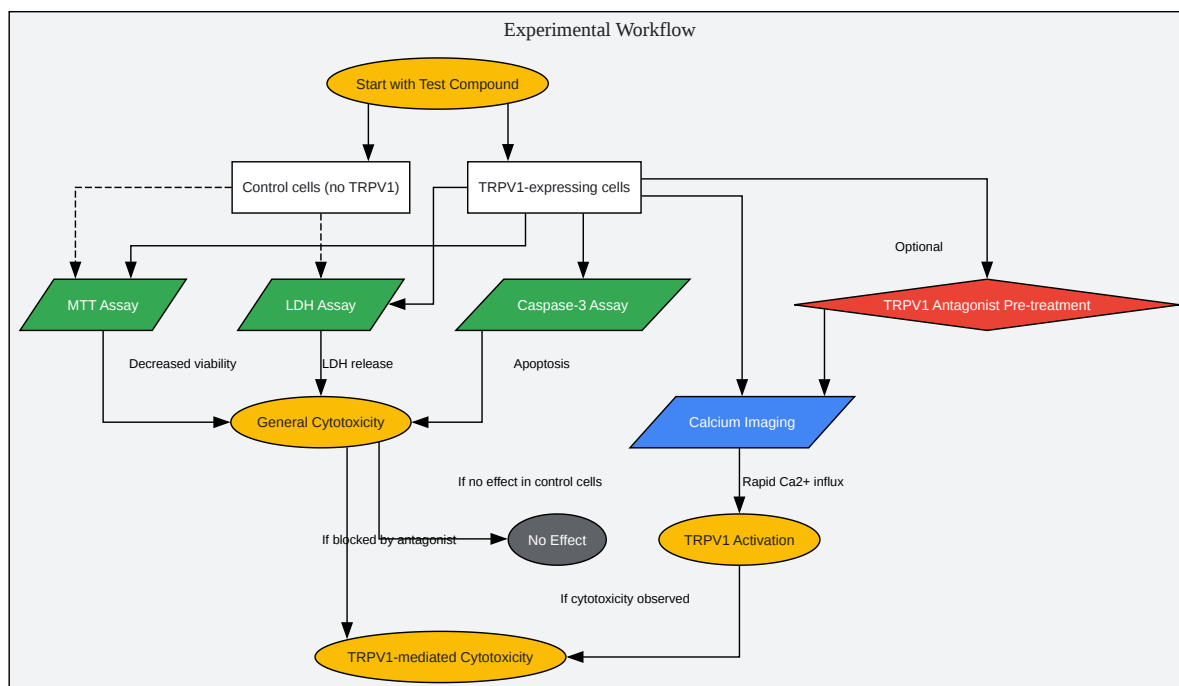 Experimental Workflow
Start with Test Compound
Control cells (no TRPV1)
TRPV1-expressing cells
Optional
MTT Assay
LDH Assay
Caspase-3 Assay
TRPV1 Antagonist Pre-treatment
Decreased viability
LDH release
Apoptosis
General Cytotoxicity
Calcium Imaging
If no effect in control cells
Rapid Ca2+ influx
If blocked by antagonist
No Effect
TRPV1 Activation
If cytotoxicity observed
TRPV1-mediated Cytotoxicity